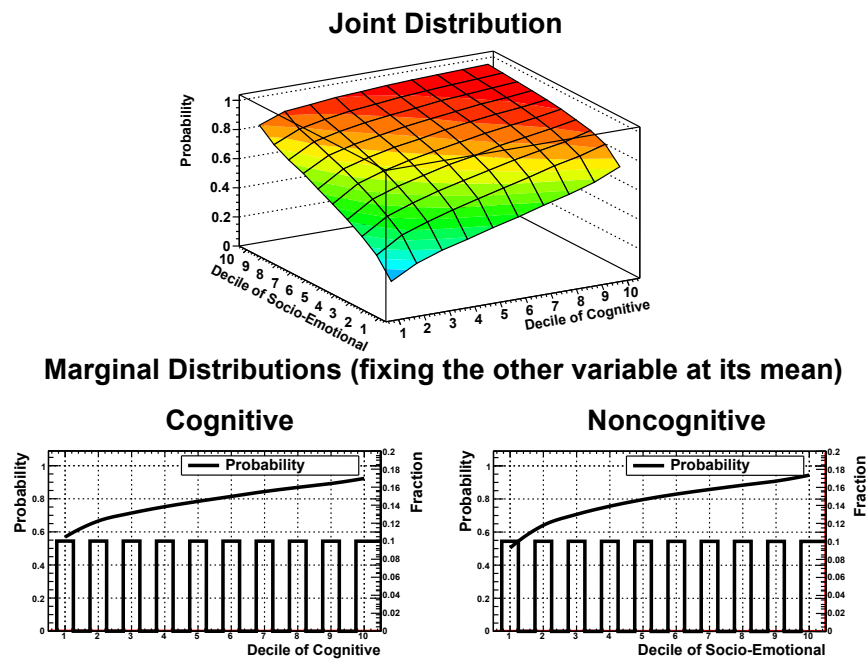 Joint Distribution
Probability
1
0.8
0.6
0.4
0.2
0
10 9 8 7 6 5 4 3 2 1
Decile of Socio-Emotional
1 2 3 4 5 6 7 8 9 10
Decile of Cognitive
Marginal Distributions (fixing the other variable at its mean)
Cognitive
Probability
Probability
1
0.8
0.6
0.4
0.2
0
Fraction
0.2
0.18
0.16
0.14
0.12
0.1
0.08
0.06
0.04
0.02
0
1 2 3 4 5 6 7 8 9 10
Decile of Cognitive
Noncognitive
Probability
Probability
1
0.8
0.6
0.4
0.2
0
Fraction
0.2
0.18
0.16
0.14
0.12
0.1
0.08
0.06
0.04
0.02
0
1 2 3 4 5 6 7 8 9 10
Decile of Socio-Emotional